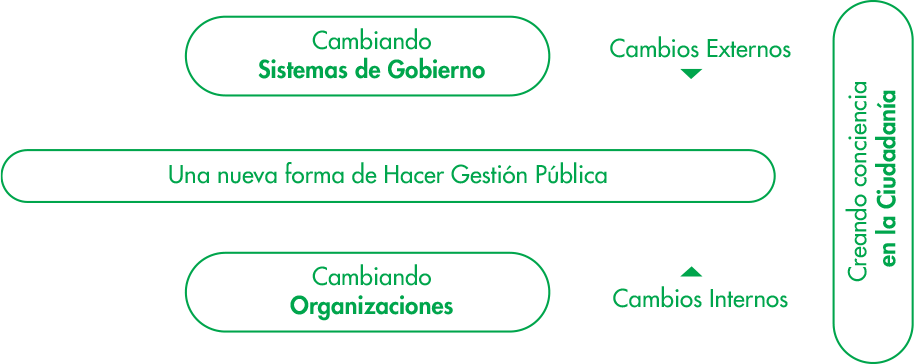 Cambiando
Sistemas de Gobierno
Cambios Externos
Una nueva forma de Hacer Gestión Pública
Cambiando
Organizaciones
Cambios Internos
Creando conciencia
en la Ciudadanía